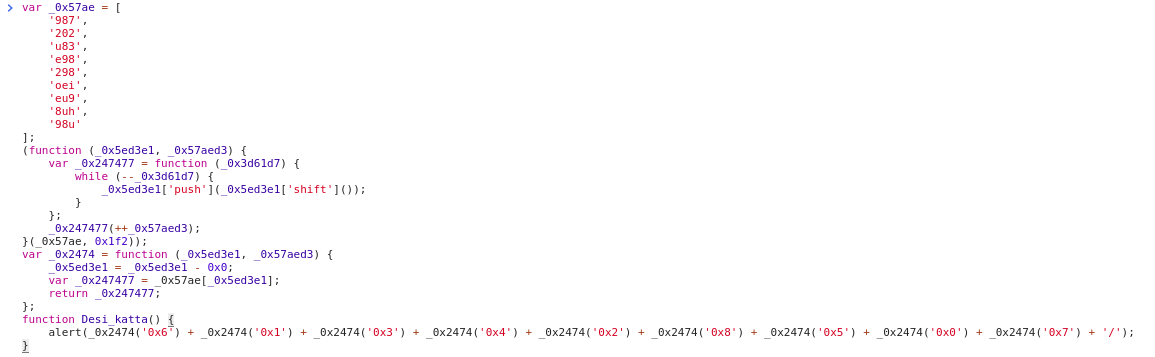 var _0x57ae = [
    '987',
    '202',
    'u83',
    'e98',
    '298',
    'oei',
    'eu9',
    '8uh',
    '98u'
];
(function (_0x5ed3e1, _0x57aed3) {
    var _0x247477 = function (_0x3d61d7) {
        while (--_0x3d61d7) {
            _0x5ed3e1['push'](_0x5ed3e1['shift']());
        }
    };
    _0x247477(++_0x57aed3);
}(_0x57ae, 0x1f2));
var _0x2474 = function (_0x5ed3e1, _0x57aed3) {
    _0x5ed3e1 = _0x5ed3e1 - 0x0;
    var _0x247477 = _0x57ae[_0x5ed3e1];
    return _0x247477;
};
function Desi_katta() {
    alert(_0x2474('0x6') + _0x2474('0x1') + _0x2474('0x3') + _0x2474('0x4') + _0x2474('0x2') + _0x2474('0x8') + _0x2474('0x5') + _0x2474('0x0') + _0x2474('0x7') + '/');
}